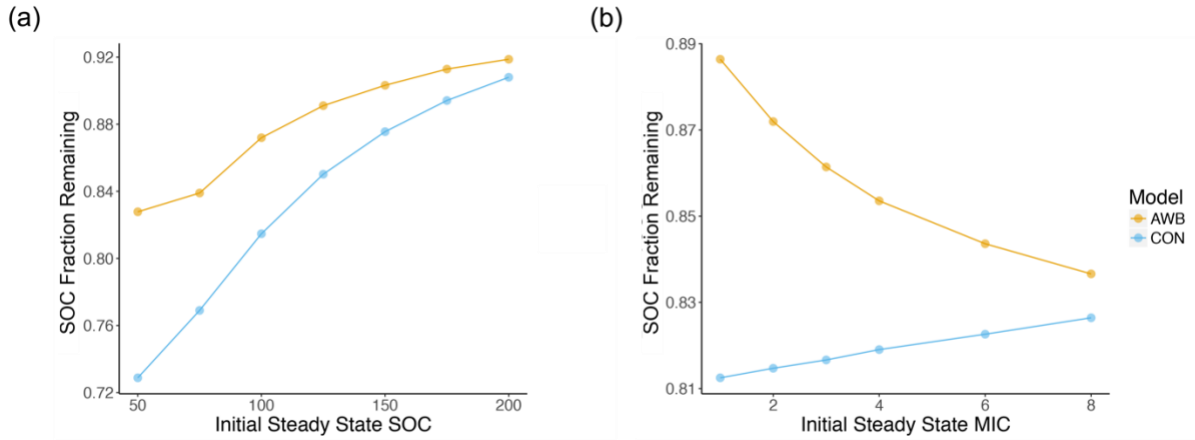 (a)
SOC Fraction Remaining
0.92
0.88
0.84
0.80
0.76
0.72
50
100
150
200
Initial Steady State SOC
(b)
SOC Fraction Remaining
0.89
0.87
0.85
0.83
0.81
2
4
6
8
Initial Steady State MIC
Model
AWB
CON